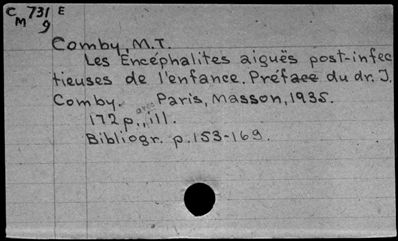 C 731 E
M 9
Comby, M.T.
Les Encéphalites aiguës post-infec
tieuses de l'enfance. Préface du dr. J.
Comby. Paris, Masson, 1935.
172 p., ill.
Bibliogr. p. 153-169.